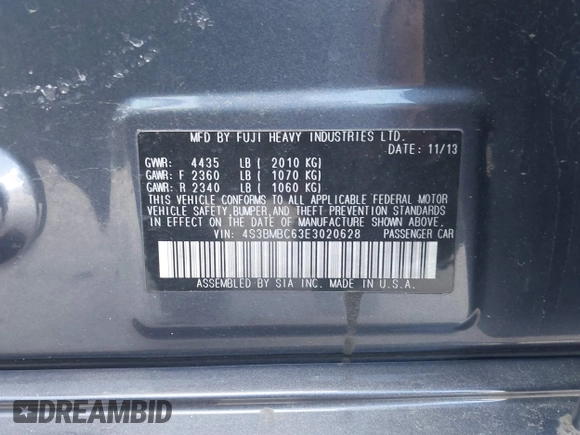 MFD BY FUJI HEAVY INDUSTRIES LTD.
DATE: 11/13
GVWR: 4435 LB ( 2010 KG)
GAWR: F 2360 LB ( 1070 KG)
GAWR: R 2340 LB ( 1060 KG)
THIS VEHICLE CONFORMS TO ALL APPLICABLE FEDERAL MOTOR
VEHICLE SAFETY, BUMPER, AND THEFT PREVENTION STANDARDS
IN EFFECT ON THE DATE OF MANUFACTURE SHOWN ABOVE.
VIN: 4S3BMBC63E3020628 PASSENGER CAR
ASSEMBLED BY SIA INC. MADE IN U.S.A.
DREAMBID